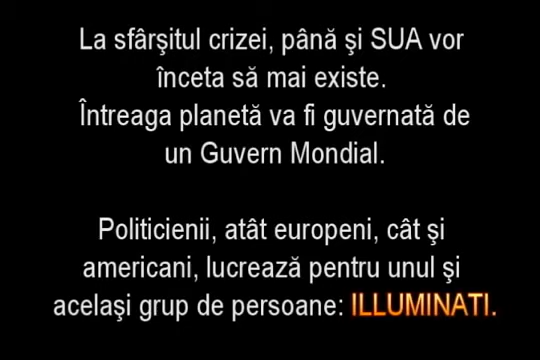 La sfârşitul crizei, până şi SUA vor
înceta să mai existe.
Întreaga planetă va fi guvernată de
un Guvern Mondial.
Politicienii, atât europeni, cât şi
americani, lucrează pentru unul şi
acelaşi grup de persoane: ILLUMINATI.